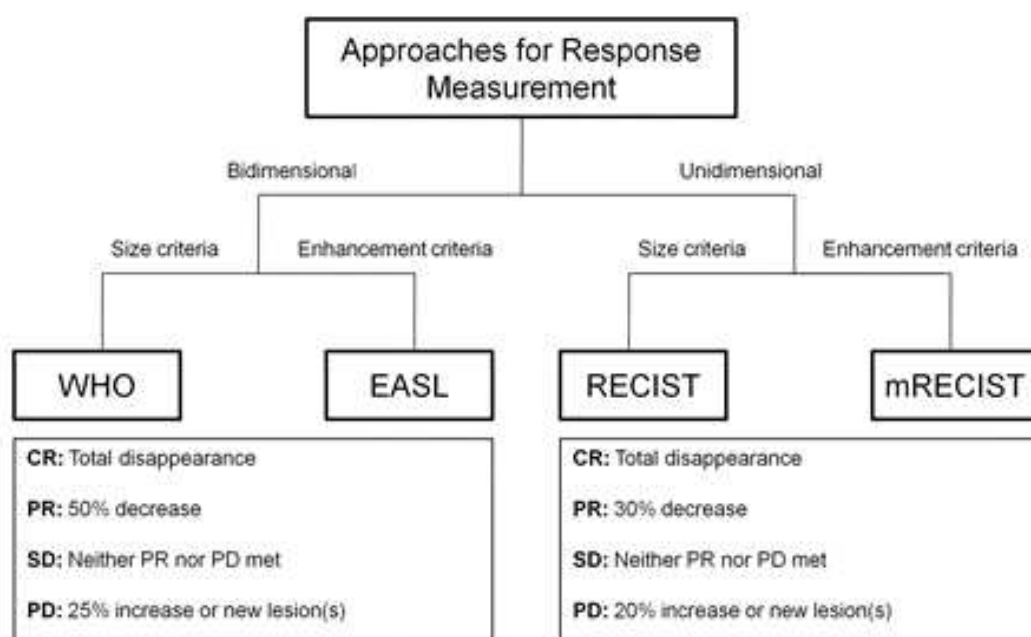 Approaches for Response
Measurement
Bidimensional
Unidimensional
Size criteria
Enhancement criteria
Size criteria
Enhancement criteria
WHO
EASL
RECIST
mRECIST
CR: Total disappearance
PR: 50% decrease
SD: Neither PR nor PD met
PD: 25% increase or new lesion(s)
CR: Total disappearance
PR: 30% decrease
SD: Neither PR nor PD met
PD: 20% increase or new lesion(s)